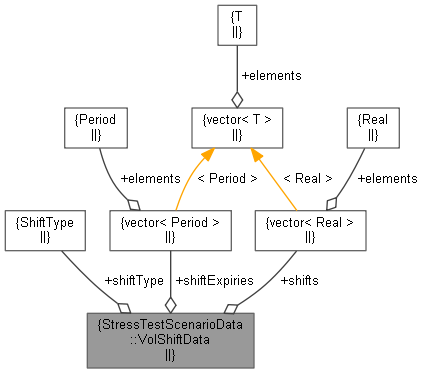 {T
||}
+elements
{Period
||}
{vector< T >
||}
{Real
||}
+elements
< Period >
< Real >
+elements
{ShiftType
||}
{vector< Period >
||}
{vector< Real >
||}
+shiftType
+shiftExpiries
+shifts
{StressTestScenarioData
::VolShiftData
||}